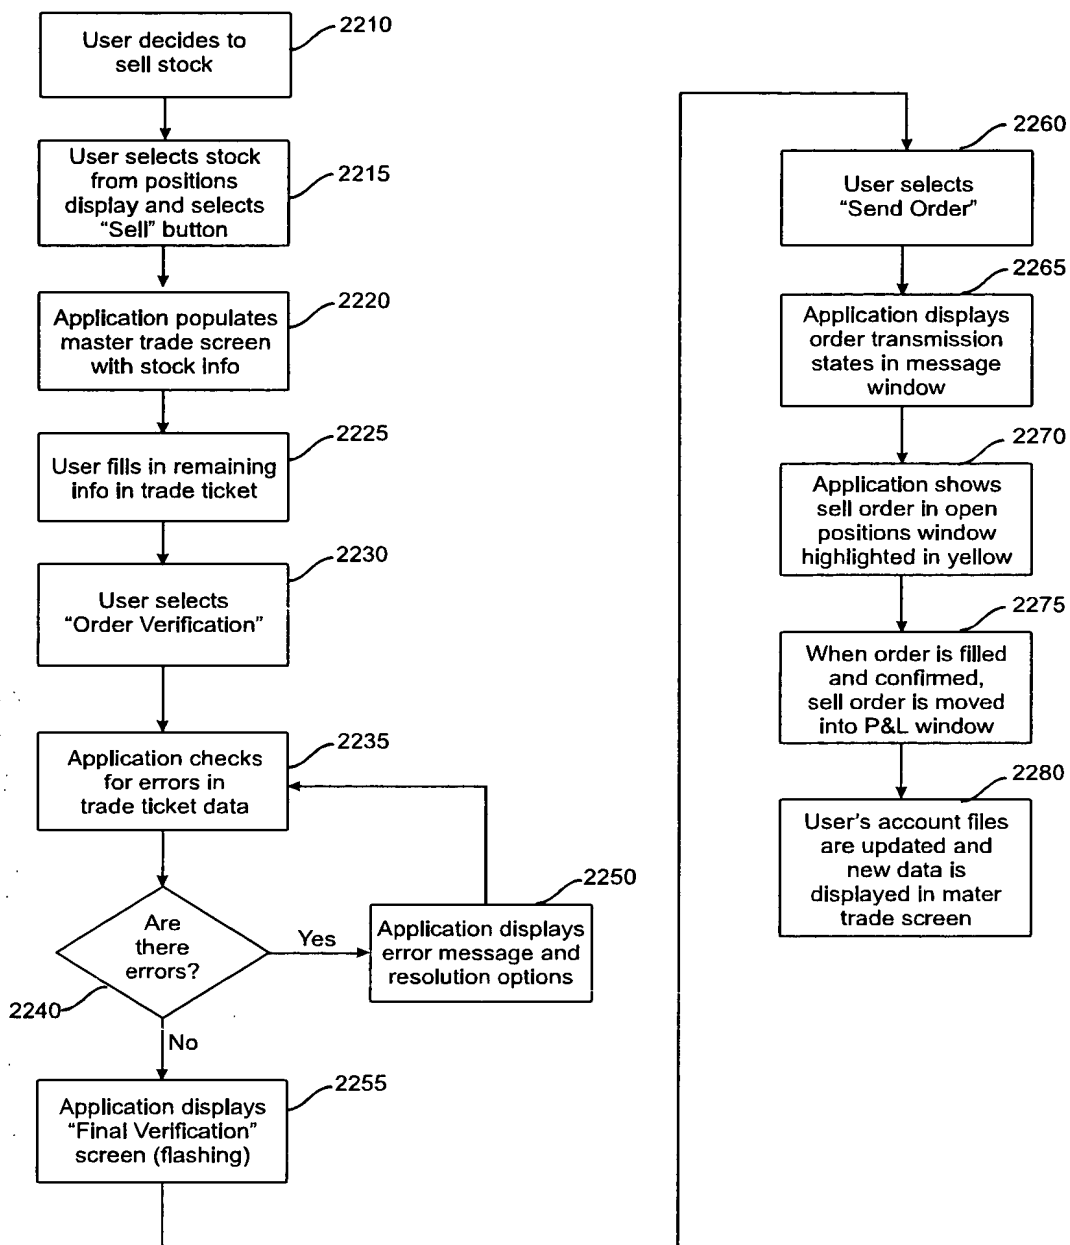 2210
User decides to
sell stock
2215
User selects stock
from positions
display and selects
“Sell” button
2220
Application populates
master trade screen
with stock info
2225
User fills in remaining
info in trade ticket
2230
User selects
“Order Verification”
2235
Application checks
for errors in
trade ticket data
2240
Are
there
errors?
Yes
2250
Application displays
error message and
resolution options
No
2255
Application displays
“Final Verification”
screen (flashing)
2260
User selects
“Send Order”
2265
Application displays
order transmission
states in message
window
2270
Application shows
sell order in open
positions window
highlighted in yellow
2275
When order is filled
and confirmed,
sell order is moved
into P&L window
2280
User’s account files
are updated and
new data is
displayed in mater
trade screen